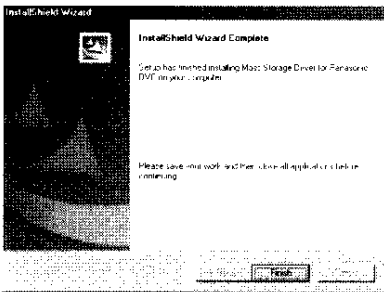 InstallShield Wizard
InstallShield Wizard Complete
Setup has finished installing Mass Storage Driver for Panasonic
DVC on your computer
Please save your work and then close all applications before
continuing
Finish